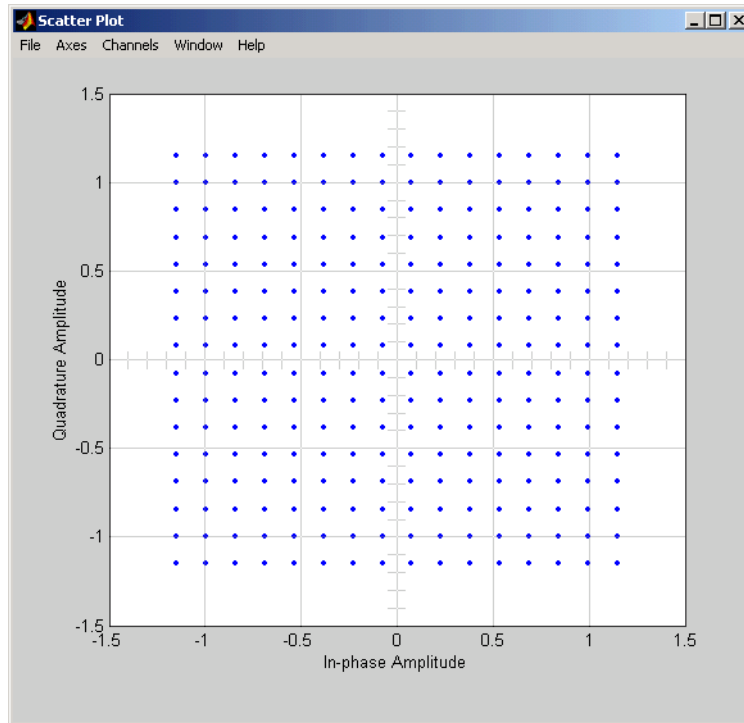 Scatter Plot
File Axes Channels Window Help
1.5
1
0.5
0
-0.5
-1
-1.5
Quadrature Amplitude
-1.5 -1 -0.5 0 0.5 1 1.5
In-phase Amplitude